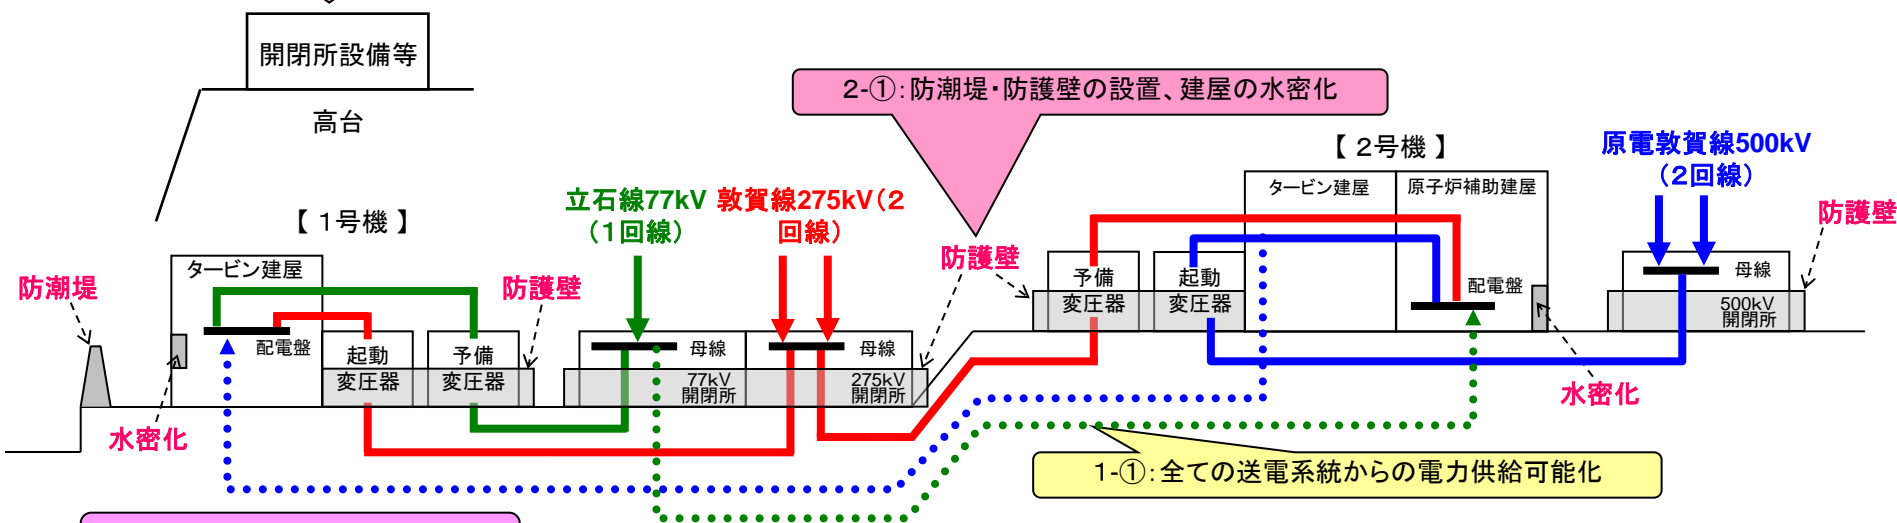 開閉所設備等
高台
2-①:防潮堤・防護壁の設置、建屋の水密化
【 1号機 】
立石線77kV
(1回線)
敦賀線275kV(2
回線)
【 2号機 】
原電敦賀線500kV
(2回線)
タービン建屋
原子炉補助建屋
防護壁
防潮堤
タービン建屋
防護壁
防護壁
予備
変圧器
起動
変圧器
配電盤
母線
500kV
開閉所
配電盤
起動
変圧器
予備
変圧器
母線
77kV
開閉所
母線
275kV
開閉所
水密化
水密化
1-①:全ての送電系統からの電力供給可能化